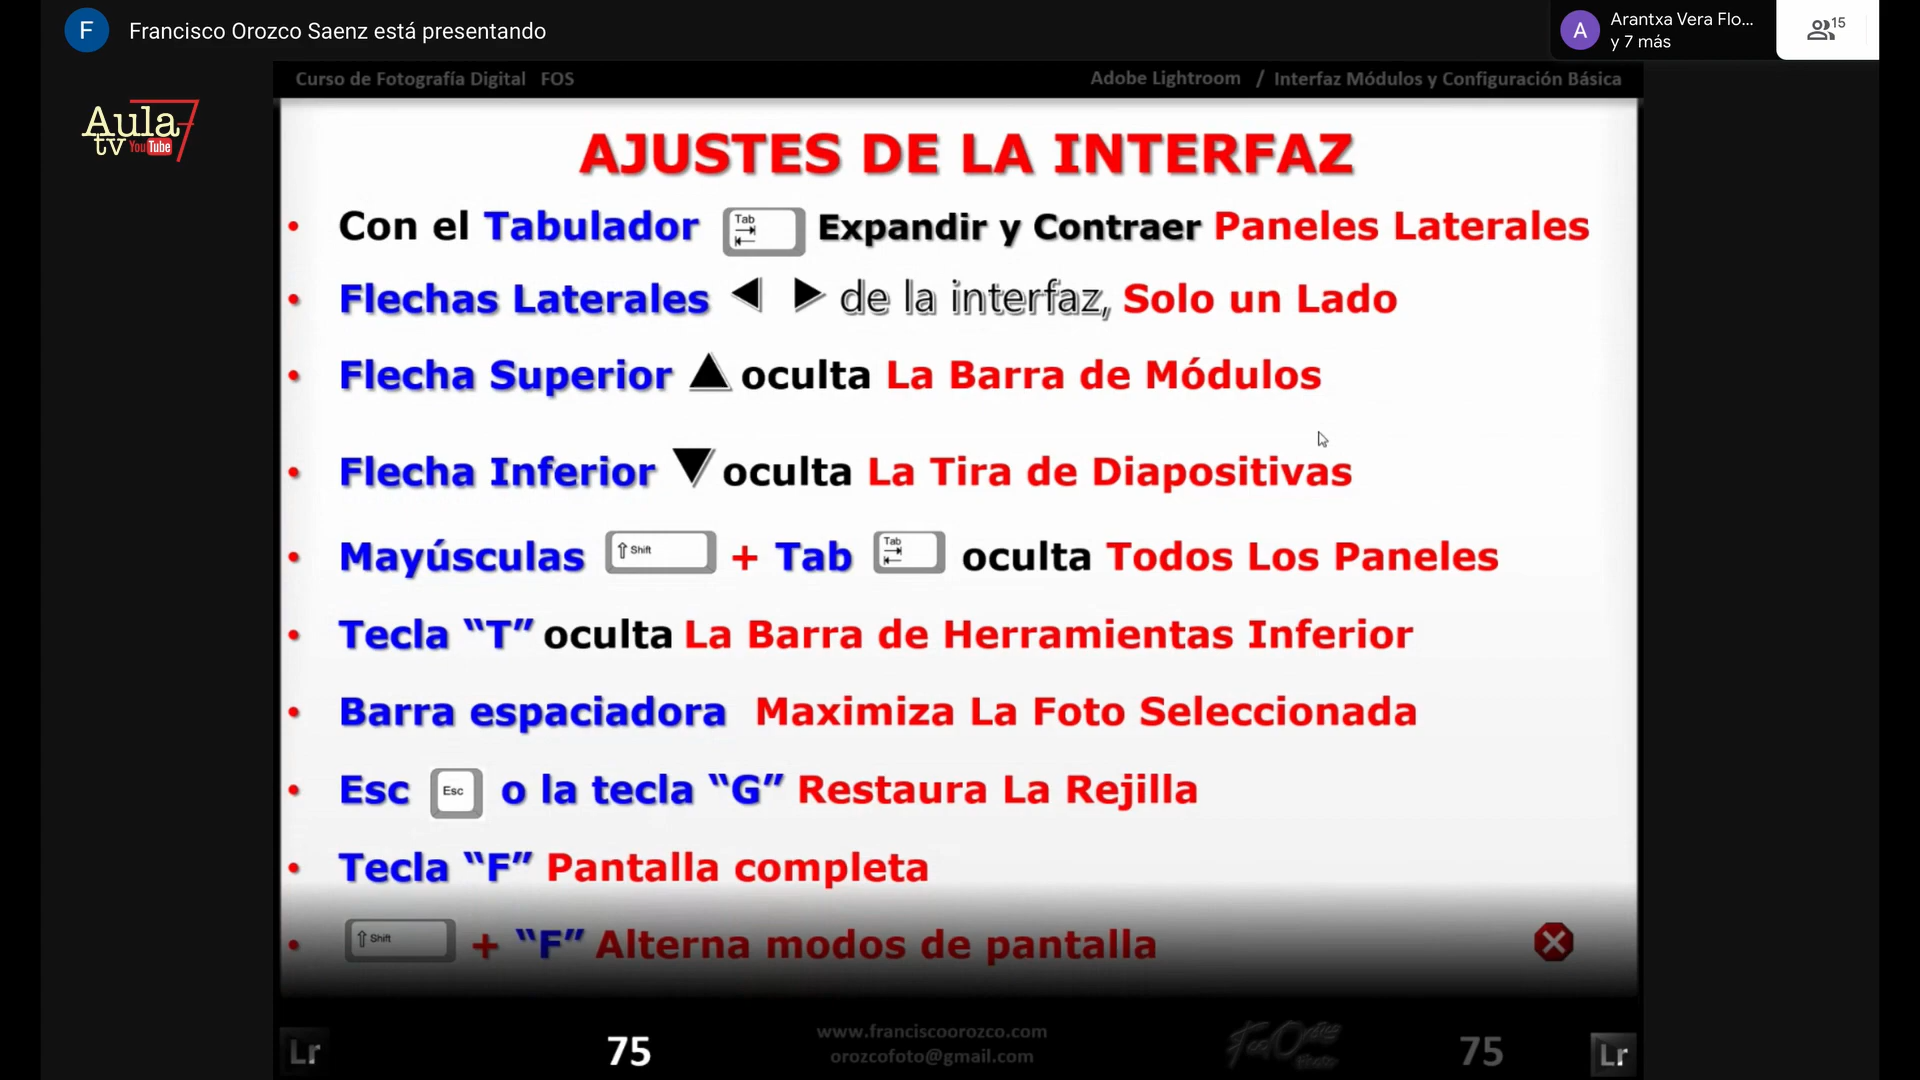 F Francisco Orozco Saenz está presentando
A Arantxa Vera Flo...
y 7 más
15
Curso de Fotografía Digital FOS
Adobe Lightroom / Interfaz Módulos y Configuración Básica
Aula 7
tv YouTube
AJUSTES DE LA INTERFAZ
• Con el Tabulador Tab Expandir y Contraer Paneles Laterales
• Flechas Laterales ◀ ▶ de la interfaz, Solo un Lado
• Flecha Superior ▲ oculta La Barra de Módulos
• Flecha Inferior ▼ oculta La Tira de Diapositivas
• Mayúsculas ⇧ Shift + Tab Tab oculta Todos Los Paneles
• Tecla “T” oculta La Barra de Herramientas Inferior
• Barra espaciadora Maximiza La Foto Seleccionada
• Esc Esc o la tecla “G” Restaura La Rejilla
• Tecla “F” Pantalla completa
• ⇧ Shift + “F” Alterna modos de pantalla
Lr
75
www.franciscoorozco.com
orozcofoto@gmail.com
75
Lr